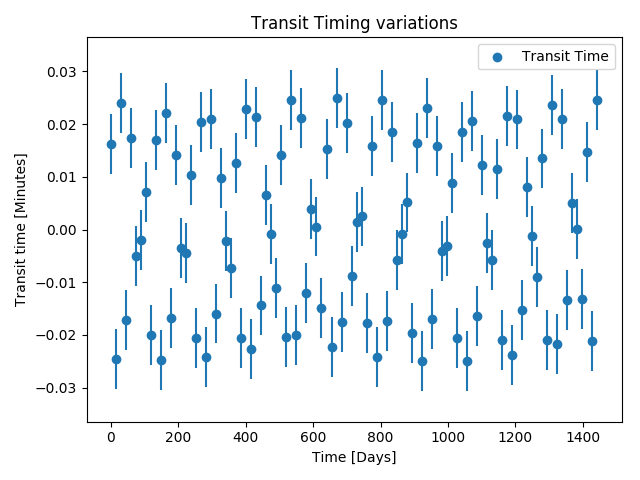 Transit Timing variations
Transit Time
0.03
0.02
0.01
0.00
−0.01
−0.02
−0.03
Transit time [Minutes]
0 200 400 600 800 1000 1200 1400
Time [Days]